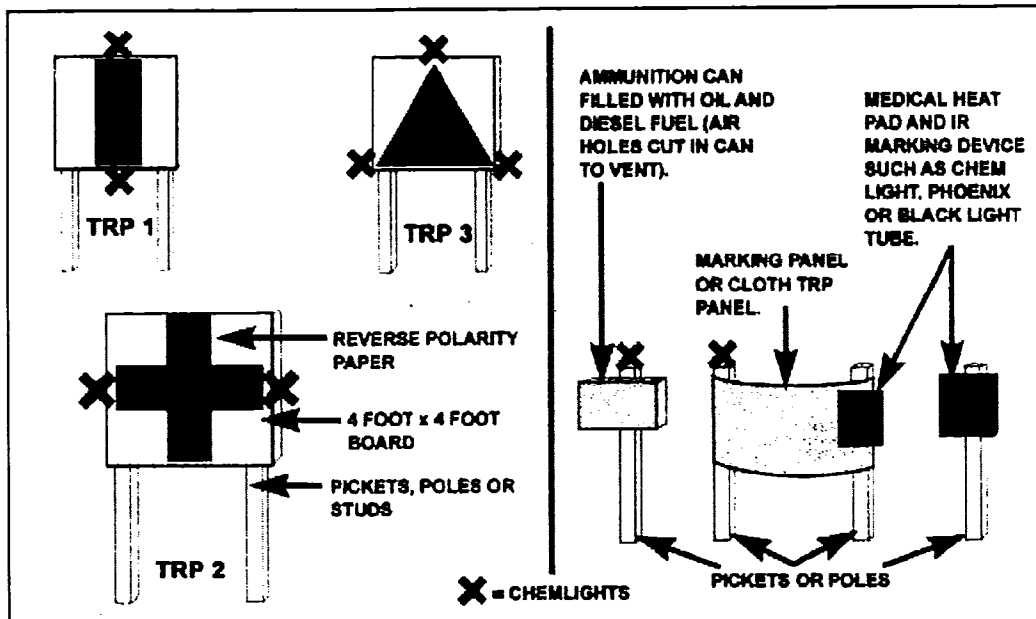 TRP 1
TRP 3
REVERSE POLARITY
PAPER
4 FOOT x 4 FOOT
BOARD
PICKETS, POLES OR
STUDS
TRP 2
AMMUNITION CAN
FILLED WITH OIL AND
DIESEL FUEL (AIR
HOLES CUT IN CAN
TO VENT).
MEDICAL HEAT
PAD AND IR
MARKING DEVICE
SUCH AS CHEM
LIGHT, PHOENIX
OR BLACK LIGHT
TUBE.
MARKING PANEL
OR CLOTH TRP
PANEL.
PICKETS OR POLES
= CHEMLIGHTS